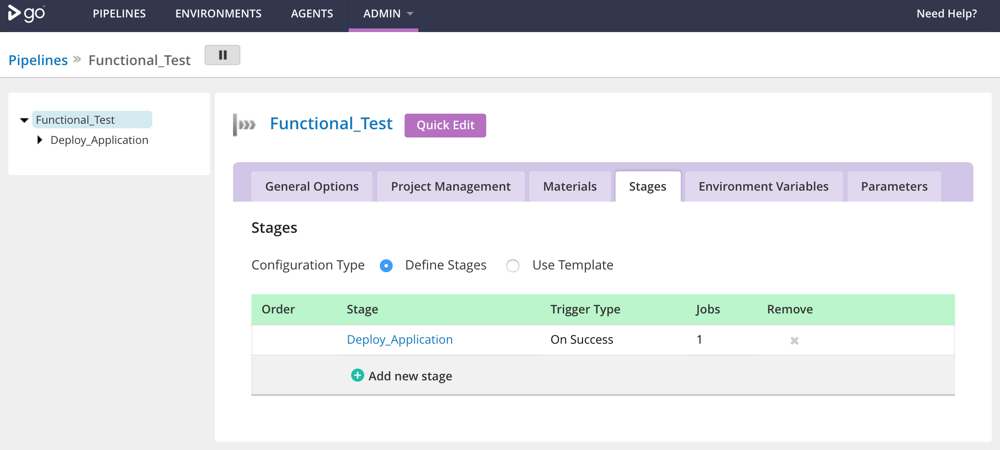 go PIPELINES ENVIRONMENTS AGENTS ADMIN Need Help?
Pipelines » Functional_Test
Functional_Test
Deploy_Application
Functional_Test Quick Edit
General Options Project Management Materials Stages Environment Variables Parameters
Stages
Configuration Type Define Stages Use Template
Order Stage Trigger Type Jobs Remove
Deploy_Application On Success 1
Add new stage